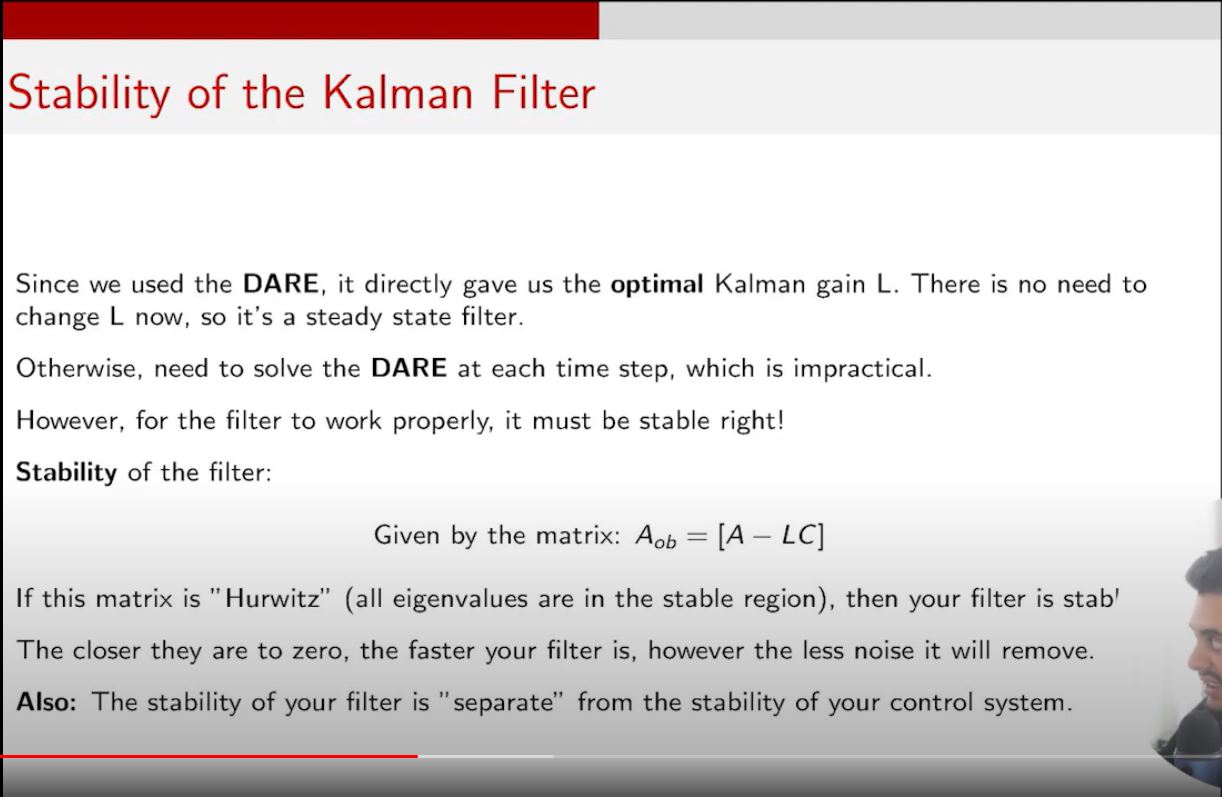 Stability of the Kalman Filter
Since we used the DARE, it directly gave us the optimal Kalman gain L. There is no need to
change L now, so it's a steady state filter.
Otherwise, need to solve the DARE at each time step, which is impractical.
However, for the filter to work properly, it must be stable right!
Stability of the filter:
Given by the matrix: A_ob = [A − LC]
If this matrix is "Hurwitz" (all eigenvalues are in the stable region), then your filter is
The closer they are to zero, the faster your filter is, however the less noise it will remove.
Also: The stability of your filter is "separate" from the stability of your control system.